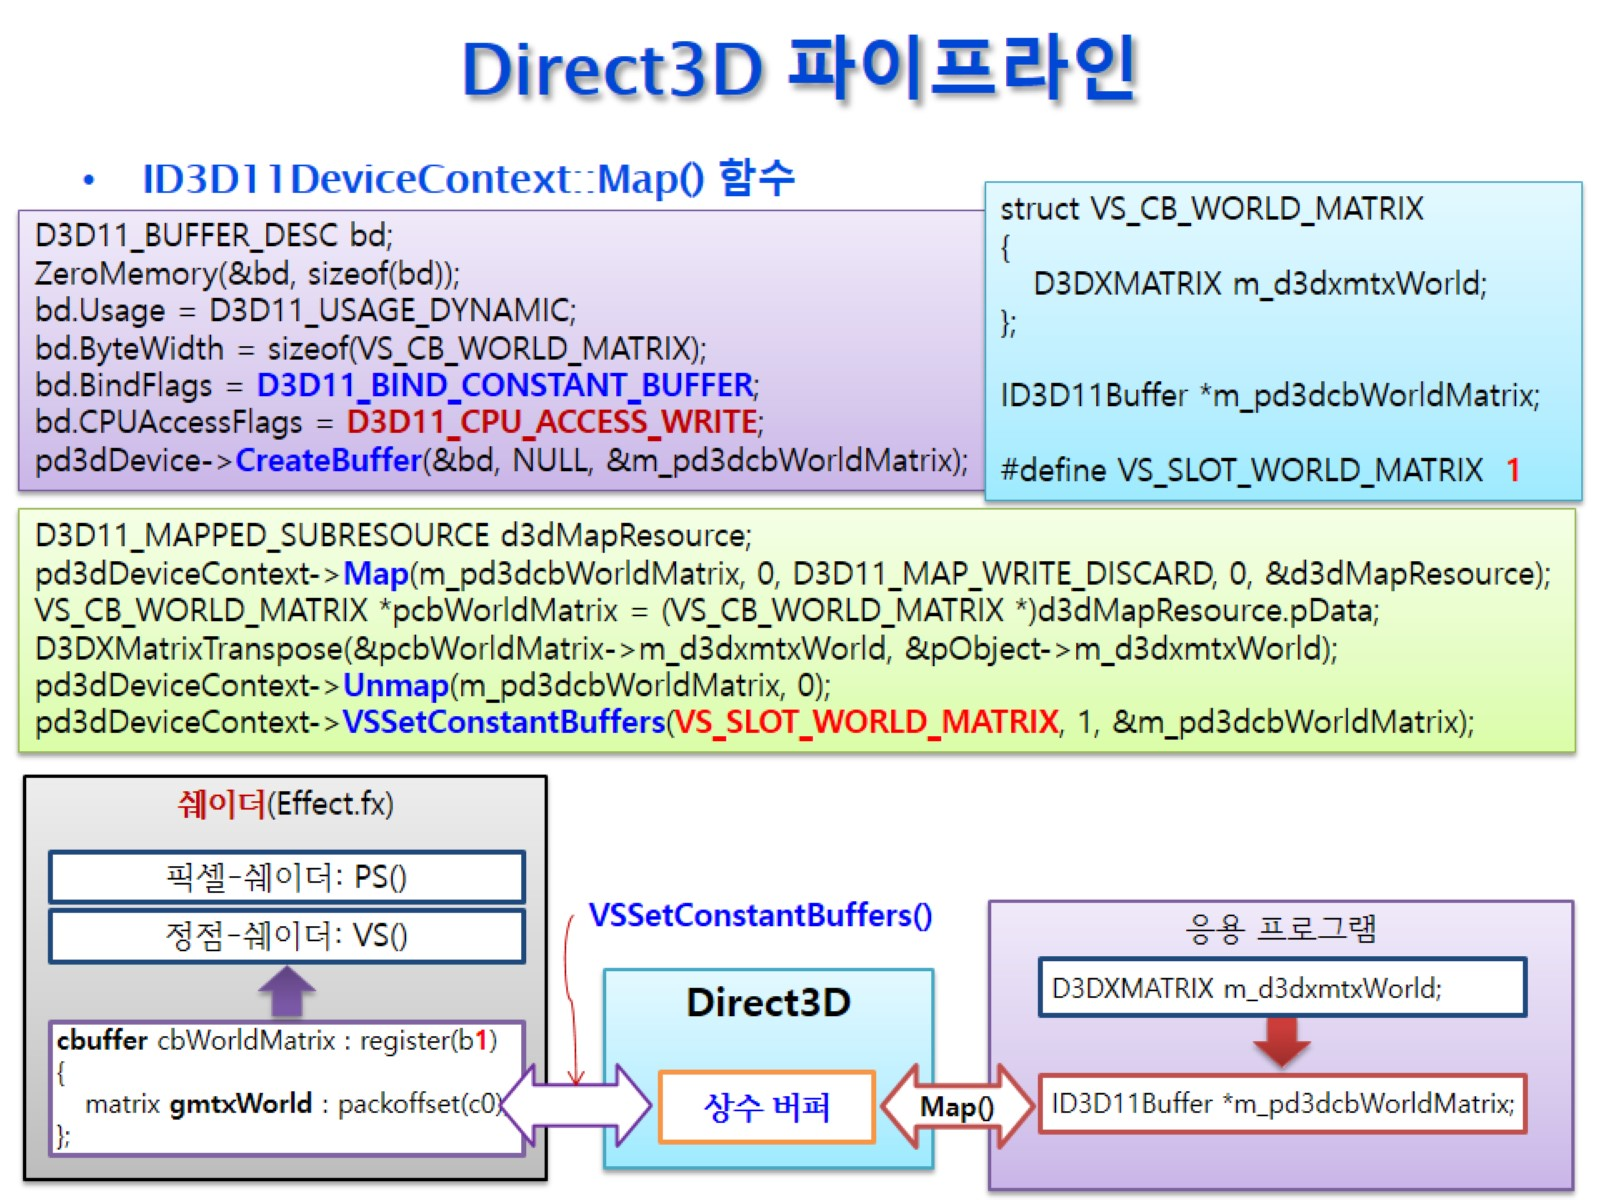 Direct3D 파이프라인
• ID3D11DeviceContext::Map() 함수
D3D11_BUFFER_DESC bd;
ZeroMemory(&bd, sizeof(bd));
bd.Usage = D3D11_USAGE_DYNAMIC;
bd.ByteWidth = sizeof(VS_CB_WORLD_MATRIX);
bd.BindFlags = D3D11_BIND_CONSTANT_BUFFER;
bd.CPUAccessFlags = D3D11_CPU_ACCESS_WRITE;
pd3dDevice->CreateBuffer(&bd, NULL, &m_pd3dcbWorldMatrix);
struct VS_CB_WORLD_MATRIX
{
D3DXMATRIX m_d3dxmtxWorld;
};
ID3D11Buffer *m_pd3dcbWorldMatrix;
#define VS_SLOT_WORLD_MATRIX 1
D3D11_MAPPED_SUBRESOURCE d3dMapResource;
pd3dDeviceContext->Map(m_pd3dcbWorldMatrix, 0, D3D11_MAP_WRITE_DISCARD, 0, &d3dMapResource);
VS_CB_WORLD_MATRIX *pcbWorldMatrix = (VS_CB_WORLD_MATRIX *)d3dMapResource.pData;
D3DXMatrixTranspose(&pcbWorldMatrix->m_d3dxmtxWorld, &pObject->m_d3dxmtxWorld);
pd3dDeviceContext->Unmap(m_pd3dcbWorldMatrix, 0);
pd3dDeviceContext->VSSetConstantBuffers(VS_SLOT_WORLD_MATRIX, 1, &m_pd3dcbWorldMatrix);
쉐이더(Effect.fx)
픽셀-쉐이더: PS()
정점-쉐이더: VS()
cbuffer cbWorldMatrix : register(b1)
{
matrix gmtxWorld : packoffset(c0)
};
VSSetConstantBuffers()
Direct3D
상수 버퍼
Map()
응용 프로그램
D3DXMATRIX m_d3dxmtxWorld;
ID3D11Buffer *m_pd3dcbWorldMatrix;